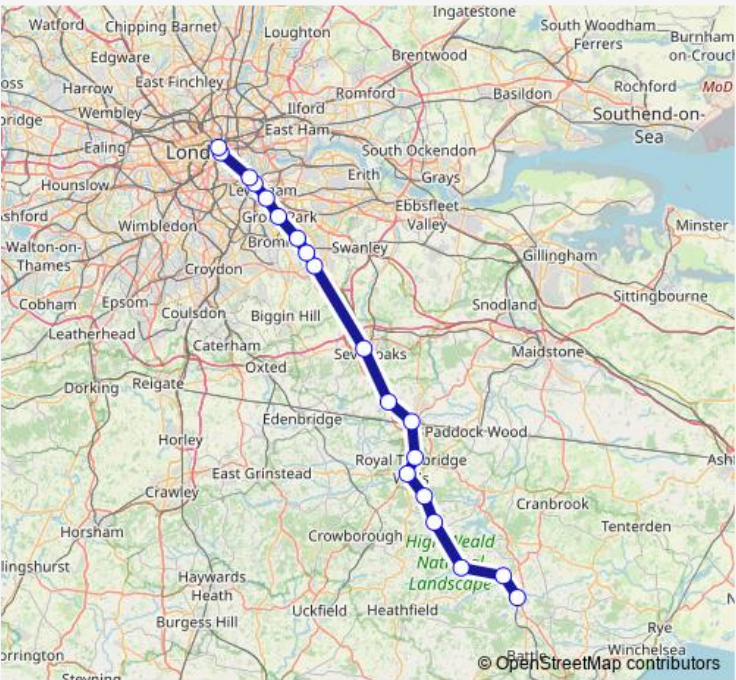 Ingatestone
Watford
Chipping Barnet
South Woodham
Ferrers
Loughton
Burnham-
on-Crouch
Edgware
Brentwood
East Finchley
Rochford
MoD
Harrow
Romford
Basildon
Ilford
Wembley
Southend-on-
Sea
East Ham
Ealing
Lond
South Ockendon
Hounslow
Erith
Grays
Ebbsfleet
Valley
Wimbledon
Minster
Walton-on-
Thames
Swanley
Gillingham
Croydon
Sittingbourne
Cobham
Epsom
Snodland
Coulsdon
Biggin Hill
Leatherhead
Caterham
Maidstone
Oxted
Dorking
Reigate
Edenbridge
Paddock Wood
Horley
Royal T bridge
East Grinstead
Crawley
Cranbrook
Tenterden
Horsham
Crowborough
High Weald
Landscape
Haywards
Heath
Uckfield
Heathfield
Burgess Hill
Rye
Winchelsea
Battle
© OpenStreetMap contributors
Steyning